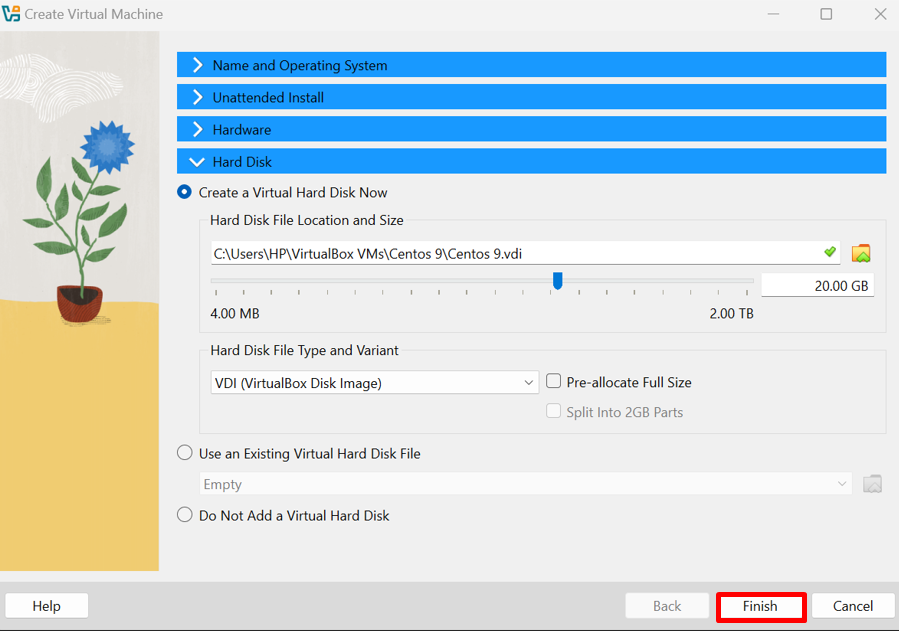 Create Virtual Machine
Name and Operating System
Unattended Install
Hardware
Hard Disk
Create a Virtual Hard Disk Now
Hard Disk File Location and Size
C:\Users\HP\VirtualBox VMs\Centos 9\Centos 9.vdi
20.00 GB
4.00 MB 2.00 TB
Hard Disk File Type and Variant
VDI (VirtualBox Disk Image) Pre-allocate Full Size
Split Into 2GB Parts
Use an Existing Virtual Hard Disk File
Empty
Do Not Add a Virtual Hard Disk
Help Back Finish Cancel